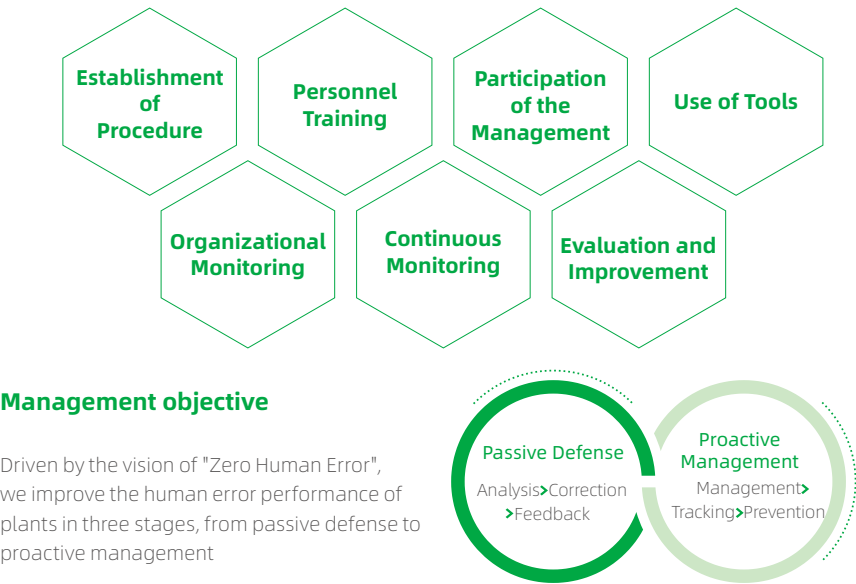 Establishment
of
Procedure
Personnel
Training
Participation
of the
Management
Use of Tools
Organizational
Monitoring
Continuous
Monitoring
Evaluation and
Improvement
Management objective
Driven by the vision of "Zero Human Error",
we improve the human error performance of
plants in three stages, from passive defense to
proactive management
Passive Defense
Analysis>Correction
>Feedback
Proactive
Management
Management>
Tracking>Prevention